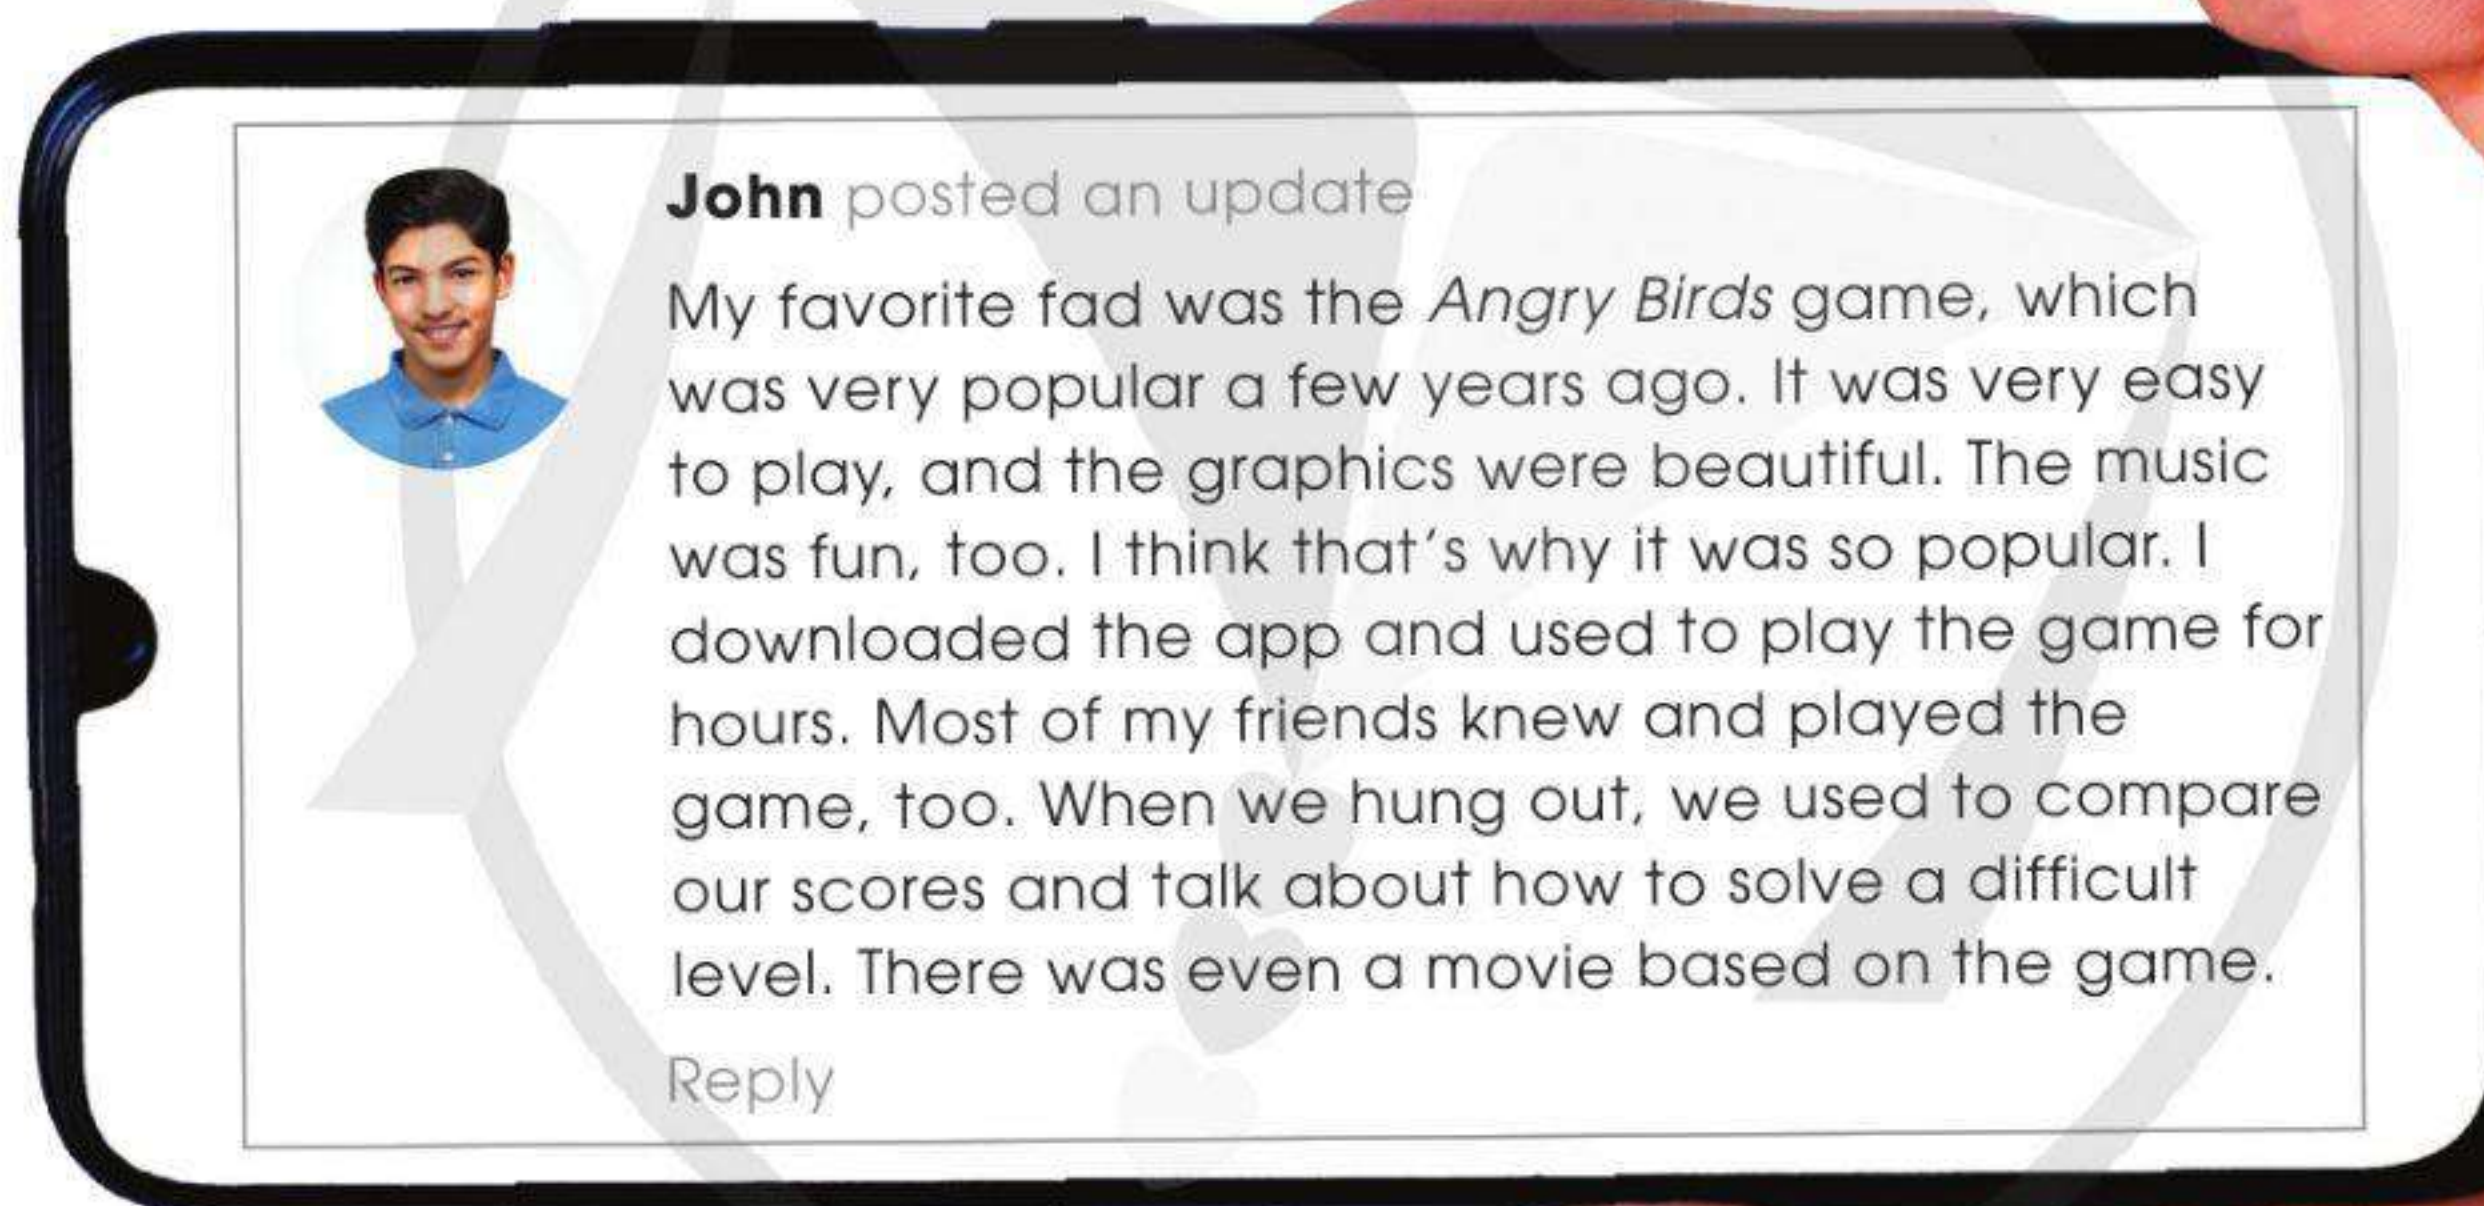 John posted an update
My favorite fad was the Angry Birds game, which
was very popular a few years ago. It was very easy
to play, and the graphics were beautiful. The music
was fun, too. I think that's why it was so popular. I
downloaded the app and used to play the game for
hours. Most of my friends knew and played the
game, too. When we hung out, we used to compare
our scores and talk about how to solve a difficult
level. There was even a movie based on the game.
Reply